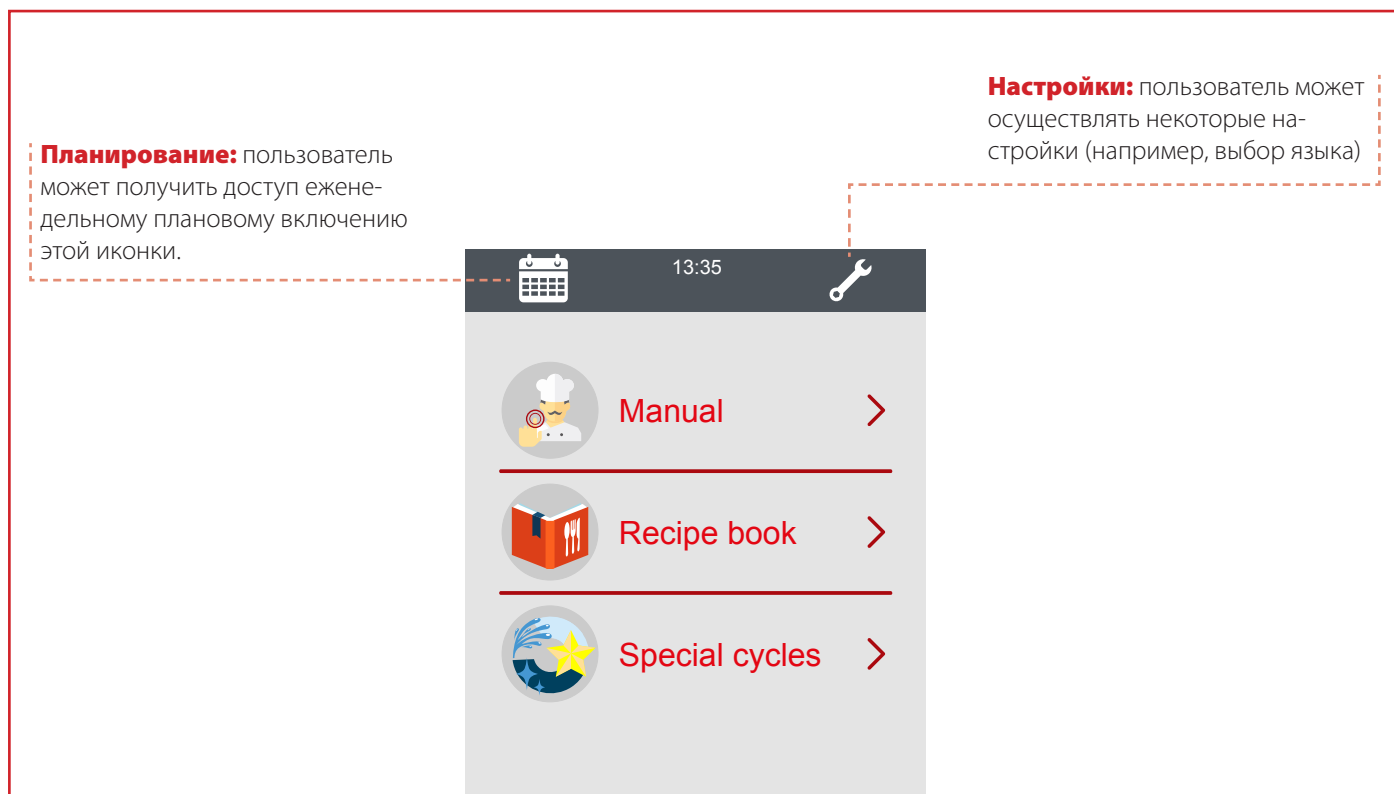 Настройки: пользователь может
осуществлять некоторые на-
стройки (например, выбор языка)
Планирование: пользователь
может получить доступ ежене-
дельному плановому включению
этой иконки.
13:35
Manual
Recipe book
Special cycles